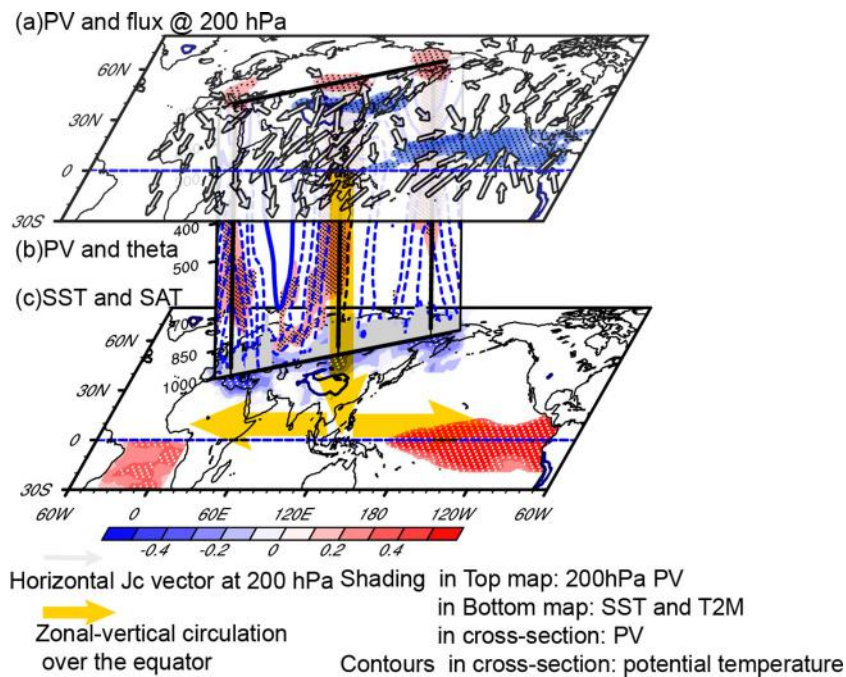 (a)PV and flux @ 200 hPa
60N
30N
0
30S
400
(b)PV and theta
500
(c)SST and SAT
700
60N
850
30N
1000
0
30S
60W 0 60E 120E 180 120W 60W
-0.4 -0.2 0 0.2 0.4
Horizontal Jc vector at 200 hPa
Shading in Top map: 200hPa PV
in Bottom map: SST and T2M
in cross-section: PV
Zonal-vertical circulation
over the equator
Contours in cross-section: potential temperature